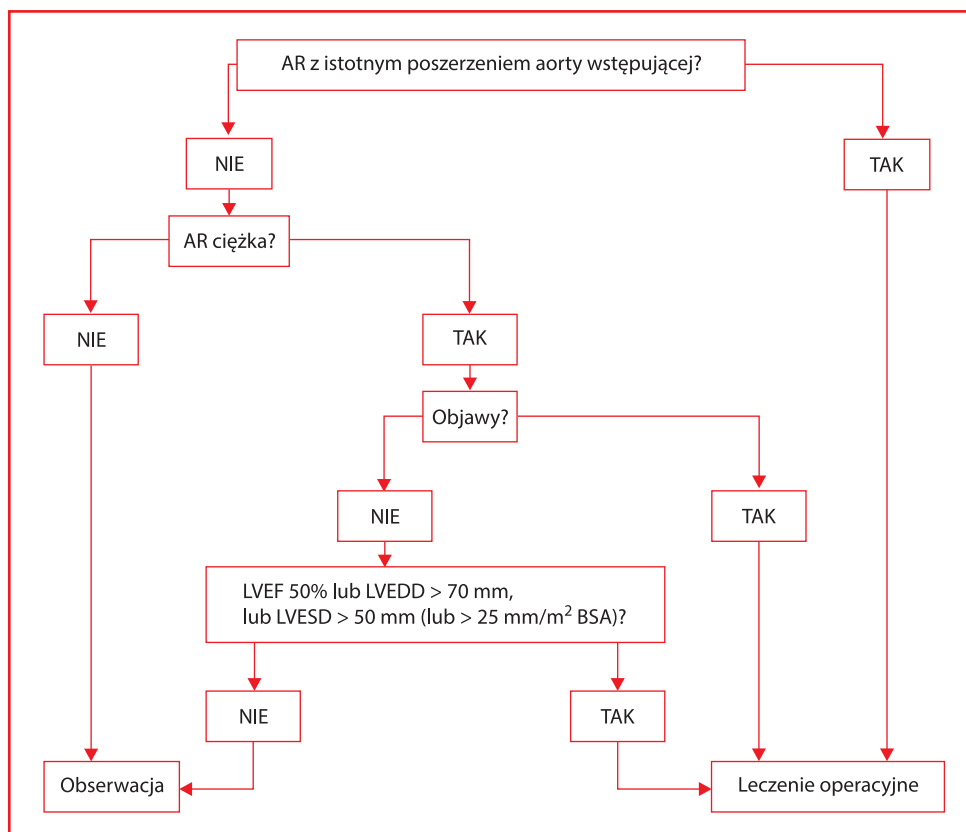 AR z istotnym poszerzeniem aorty wstępującej?
NIE
TAK
AR ciężka?
NIE
TAK
Objawy?
NIE
TAK
LVEF 50% lub LVEDD > 70 mm,
lub LVESD > 50 mm (lub > 25 mm/m² BSA)?
NIE
TAK
Obserwacja
Leczenie operacyjne